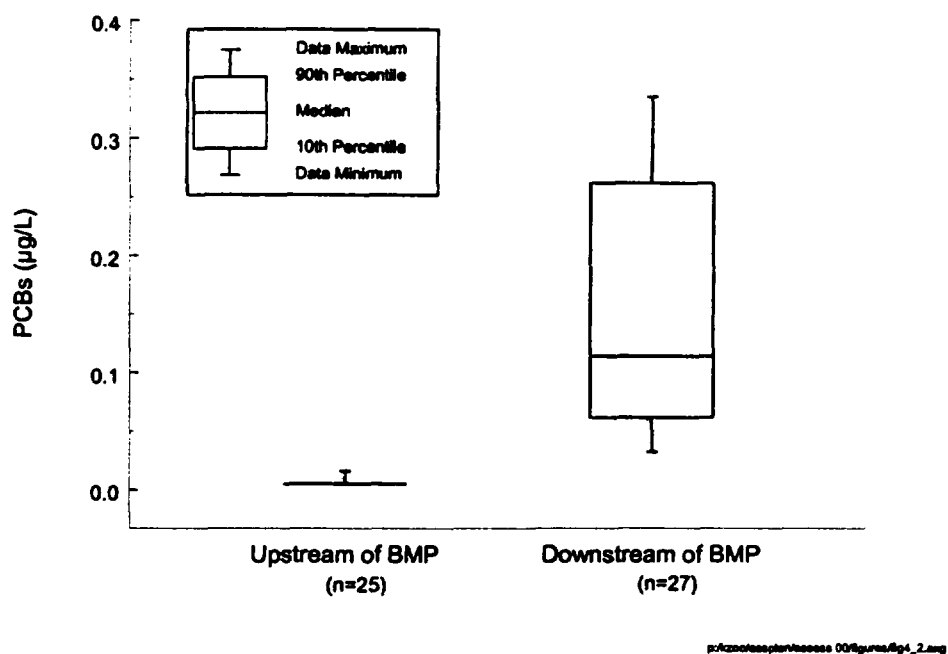 0.4
0.3
0.2
0.1
0.0
PCBs (µg/L)
Data Maximum
90th Percentile
Median
10th Percentile
Data Minimum
Upstream of BMP
(n=25)
Downstream of BMP
(n=27)